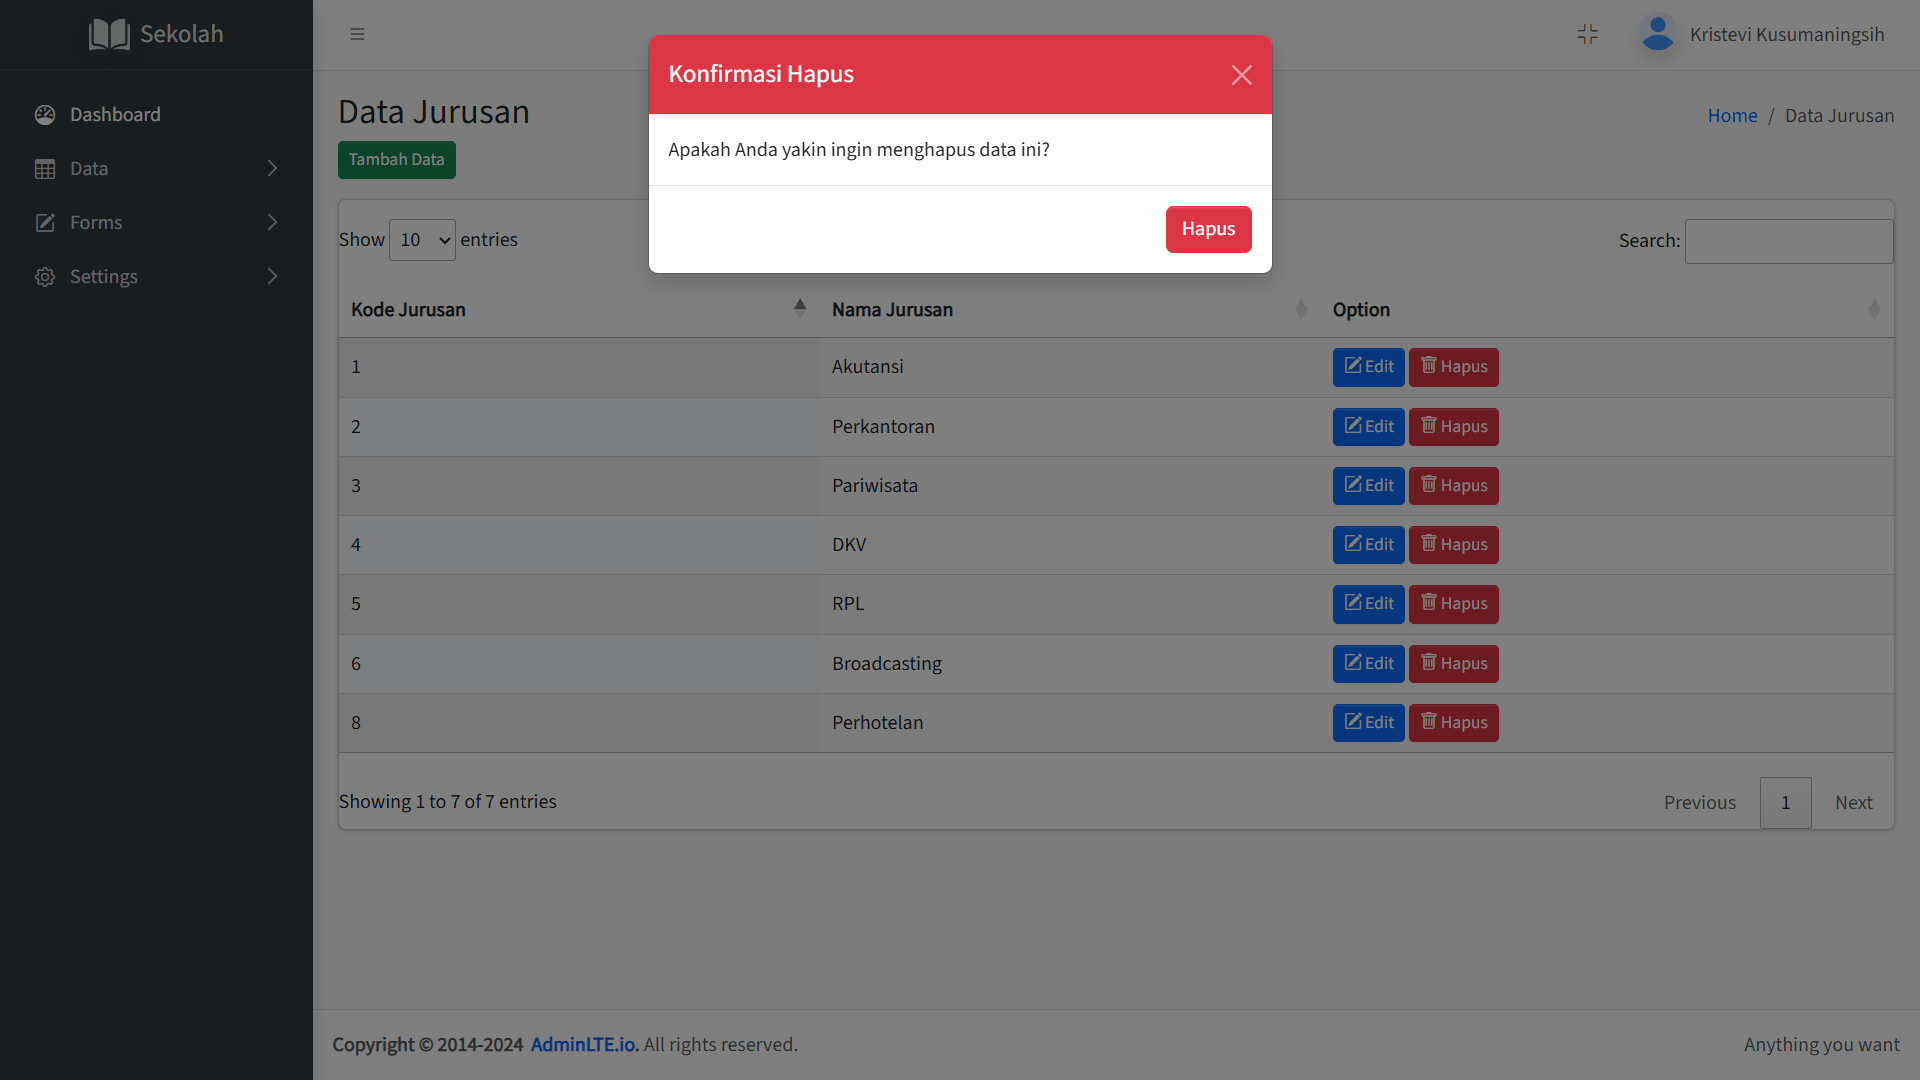 Sekolah
Kristevi Kusumaningsih
Dashboard
Data
Forms
Settings
Konfirmasi Hapus
Apakah Anda yakin ingin menghapus data ini?
Hapus
Data Jurusan
Home / Data Jurusan
Tambah Data
Show 10 entries
Search:
Kode Jurusan Nama Jurusan Option
1 Akutansi Edit Hapus
2 Perkantoran Edit Hapus
3 Pariwisata Edit Hapus
4 DKV Edit Hapus
5 RPL Edit Hapus
6 Broadcasting Edit Hapus
8 Perhotelan Edit Hapus
Showing 1 to 7 of 7 entries
Previous 1 Next
Copyright © 2014-2024 AdminLTE.io. All rights reserved.
Anything you want